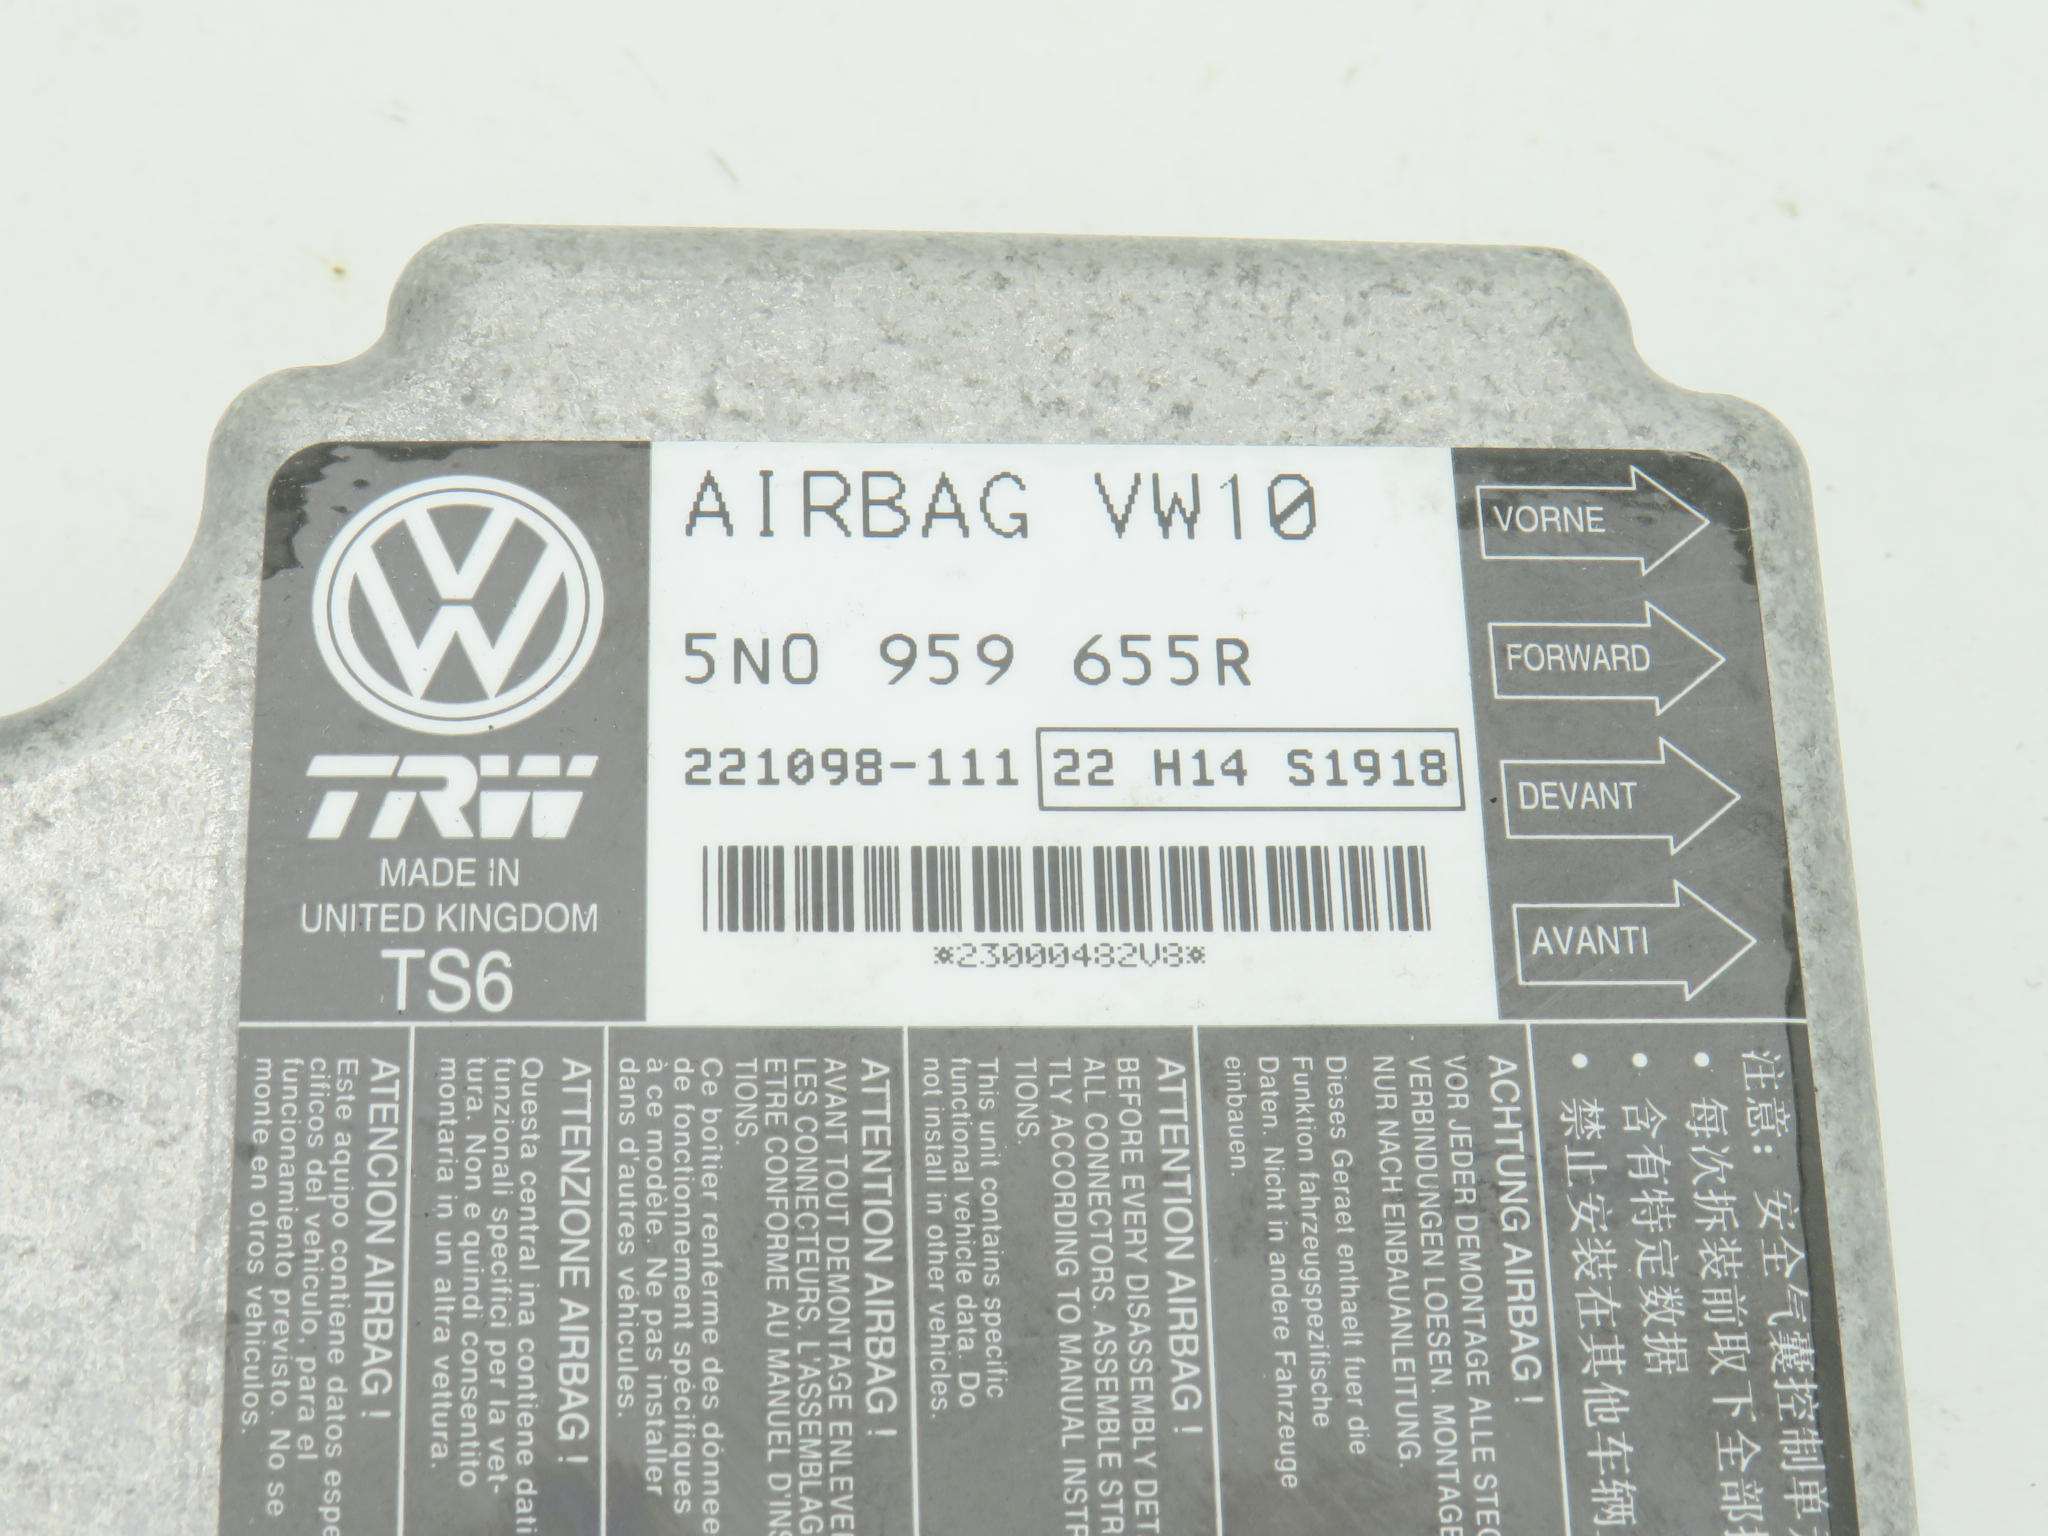 AIRBAG VW10
5N0 959 655R
221098-111 22 H14 S1918
*23000482V8*
TRW
MADE IN
UNITED KINGDOM
TS6
VORNE
FORWARD
DEVANT
AVANTI
注意: 安全气囊控制单
• 每次拆装前取下全部
• 含有特定数据
• 禁止安装在其他车辆
ACHTUNG AIRBAG !
VOR JEDER DEMONTAGE ALLE STEC
VERBINDUNGEN LOESEN. MONTAGE
NUR NACH EINBAUANLEITUNG.
Dieses Geraet enthaelt fuer die
Funktion fahrzeugspezifische
Daten. Nicht in andere Fahrzeuge
einbauen.
ATTENTION AIRBAG !
BEFORE EVERY DISASSEMBLY DET
ALL CONNECTORS. ASSEMBLE STR
TLY ACCORDING TO MANUAL INSTR
TIONS.
This unit contains specific
functional vehicle data. Do
not install in other vehicles.
ATTENTION AIRBAG !
AVANT TOUT DEMONTAGE ENLEVER
LES CONNECTEURS. L'ASSEMBLAG
ETRE CONFORME AU MANUEL D'INS
TIONS.
Ce boîtier renferme des donnée
de fonctionnement spécifiques
à ce modèle. Ne pas installer
dans d'autres véhicules.
ATTENZIONE AIRBAG !
Questa central ina contiene dati
funzionali specifici per la vet-
tura. Non e quindi consentito
montaria in un altra vettura.
ATENCION AIRBAG !
Este aquipo contiene datos espe
cificos del vehiculo, para el
funcionamiento previsto. No se
monte en otros vehiculos.